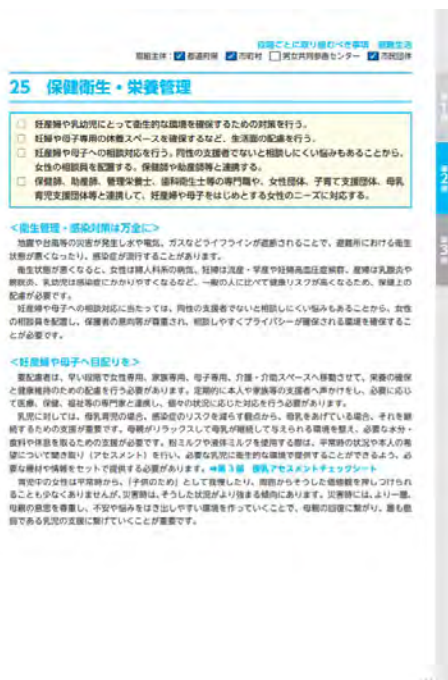 段階ごとに取り組むべき事項 避難生活
取組主体：☑都道府県 ☑市町村 □男女共同参画センター ☑市民団体
25 保健衛生・栄養管理
□ 妊産婦や乳幼児にとって衛生的な環境を確保するための対策を行う。
□ 妊婦や母子専用の休養スペースを確保するなど、生活面の配慮を行う。
□ 妊産婦や母子への相談対応を行う。同性の支援者でないと相談しにくい悩みもあることから、
女性の相談員を配置する。保健師や助産師等と連携する。
□ 保健師、助産師、管理栄養士、歯科衛生士等の専門職や、女性団体、子育て支援団体、母乳
育児支援団体等と連携して、妊産婦や母子をはじめとする女性のニーズに対応する。
＜衛生管理・感染対策は万全に＞
地震や台風等の災害が発生し水や電気、ガスなどライフラインが遮断されることで、避難所における衛生
状態が悪くなったり、感染症が流行することがあります。
衛生状態が悪くなると、女性は婦人科系の病気、妊婦は流産・早産や妊娠高血圧症候群、産婦は乳腺炎や
膀胱炎、乳幼児は感染症にかかりやすくなるなど、一般の人に比べて健康リスクが高くなるため、保健上の
配慮が必要です。
妊産婦や母子への相談対応に当たっては、同性の支援者でないと相談しにくい悩みもあることから、女性
の相談員を配置し、保護者の意向等が尊重され、相談しやすくプライバシーが確保される環境を確保するこ
とが必要です。
＜妊産婦や母子へ目配りを＞
要配慮者は、早い段階で女性専用、家族専用、母子専用、介護・介助スペースへ移動させて、栄養の確保
と健康維持のための配慮を行う必要があります。定期的に本人や家族等の支援者へ声かけをし、必要に応じ
て医療、保健、福祉等の専門家と連携し、個々の状況に応じた対応を行う必要があります。
乳児に対しては、母乳育児の場合、感染症のリスクを減らす観点から、母乳をあげている場合、それを継
続するための支援が重要です。母親がリラックスして母乳が継続して与えられる環境を整え、必要な水分・
食料や休息を取るための支援が必要です。粉ミルクや液体ミルクを使用する際は、平常時の状況や本人の希
望について聞き取り（アセスメント）を行い、必要な乳児に衛生的な環境で提供することができるよう、必
要な機材や情報をセットで提供する必要があります。➡第３部 授乳アセスメントチェックシート
育児中の女性は平常時から、「子供のため」として我慢したり、周囲からそうした価値観を押しつけられ
ることも少なくありませんが、災害時は、そうした状況がより強まる傾向にあります。災害時には、より一層、
母親の意思を尊重し、不安や悩みをはき出しやすい環境を作っていくことで、母親の回復に繋がり、最も脆
弱である乳児の支援に繋げていくことが重要です。
第2部
第3部